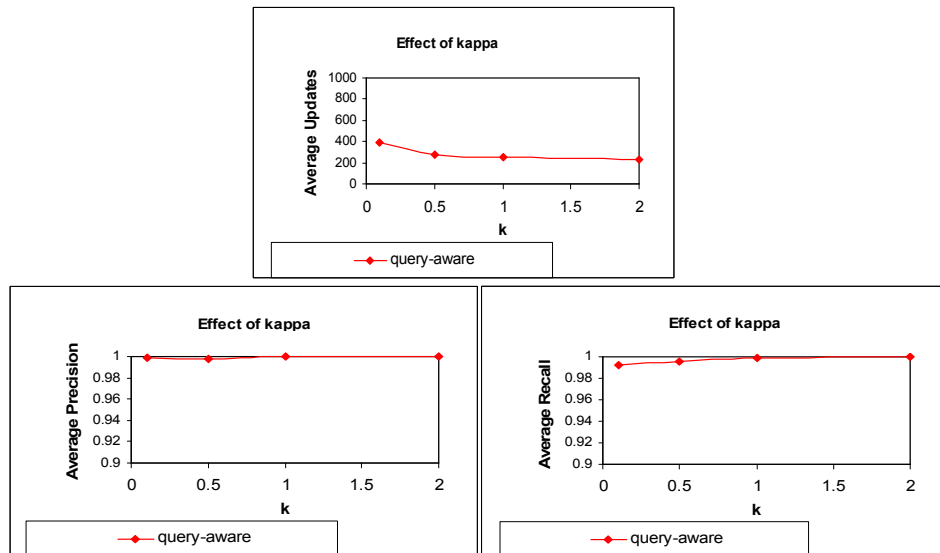 Effect of kappa
Average Updates
1000
800
600
400
200
0
0 0.5 1 1.5 2
k
query-aware
Effect of kappa
Average Precision
1
0.98
0.96
0.94
0.92
0.9
0 0.5 1 1.5 2
k
query-aware
Effect of kappa
Average Recall
1
0.98
0.96
0.94
0.92
0.9
0 0.5 1 1.5 2
k
query-aware